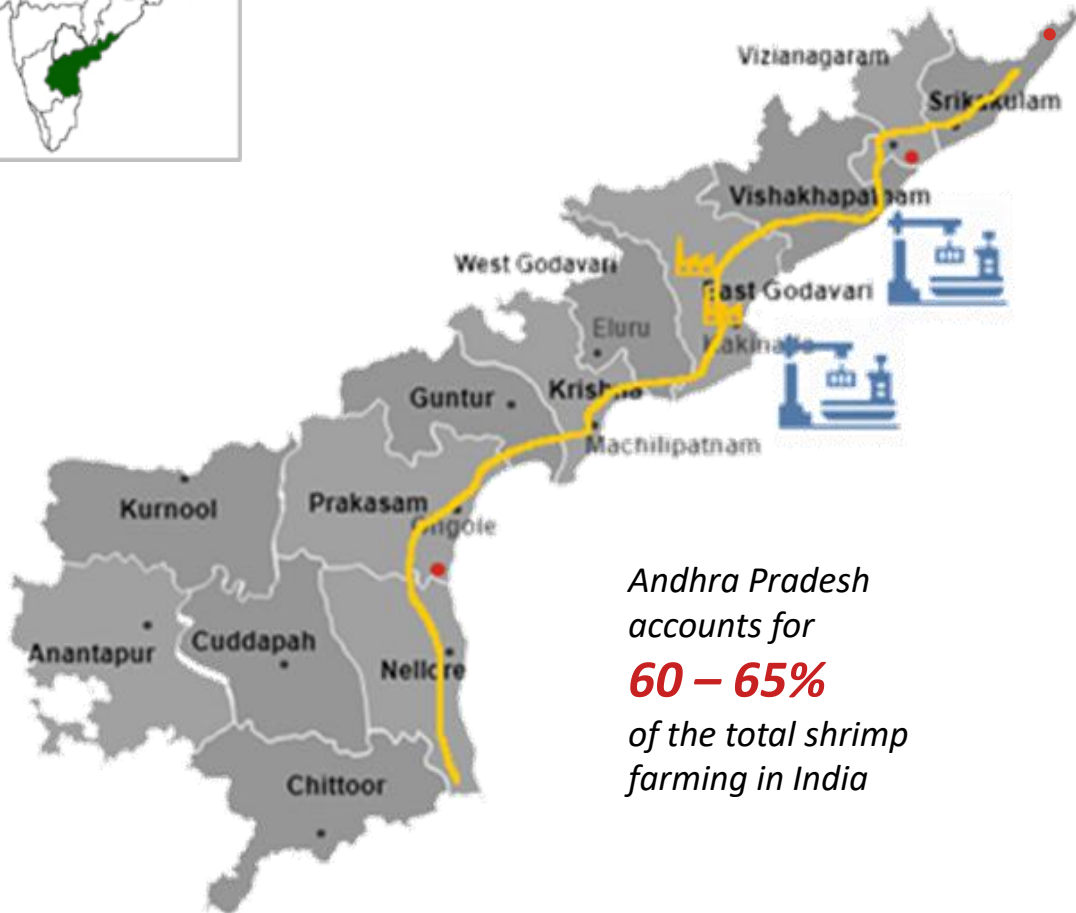 Vizianagaram
Srikakulam
Vishakhapatnam
West Godavari
East Godavari
Eluru
Kakinada
Krishna
Guntur
Machilipatnam
Kurnool
Prakasam
Ongole
Andhra Pradesh
accounts for
60 – 65%
of the total shrimp
farming in India
Anantapur
Cuddapah
Nellore
Chittoor